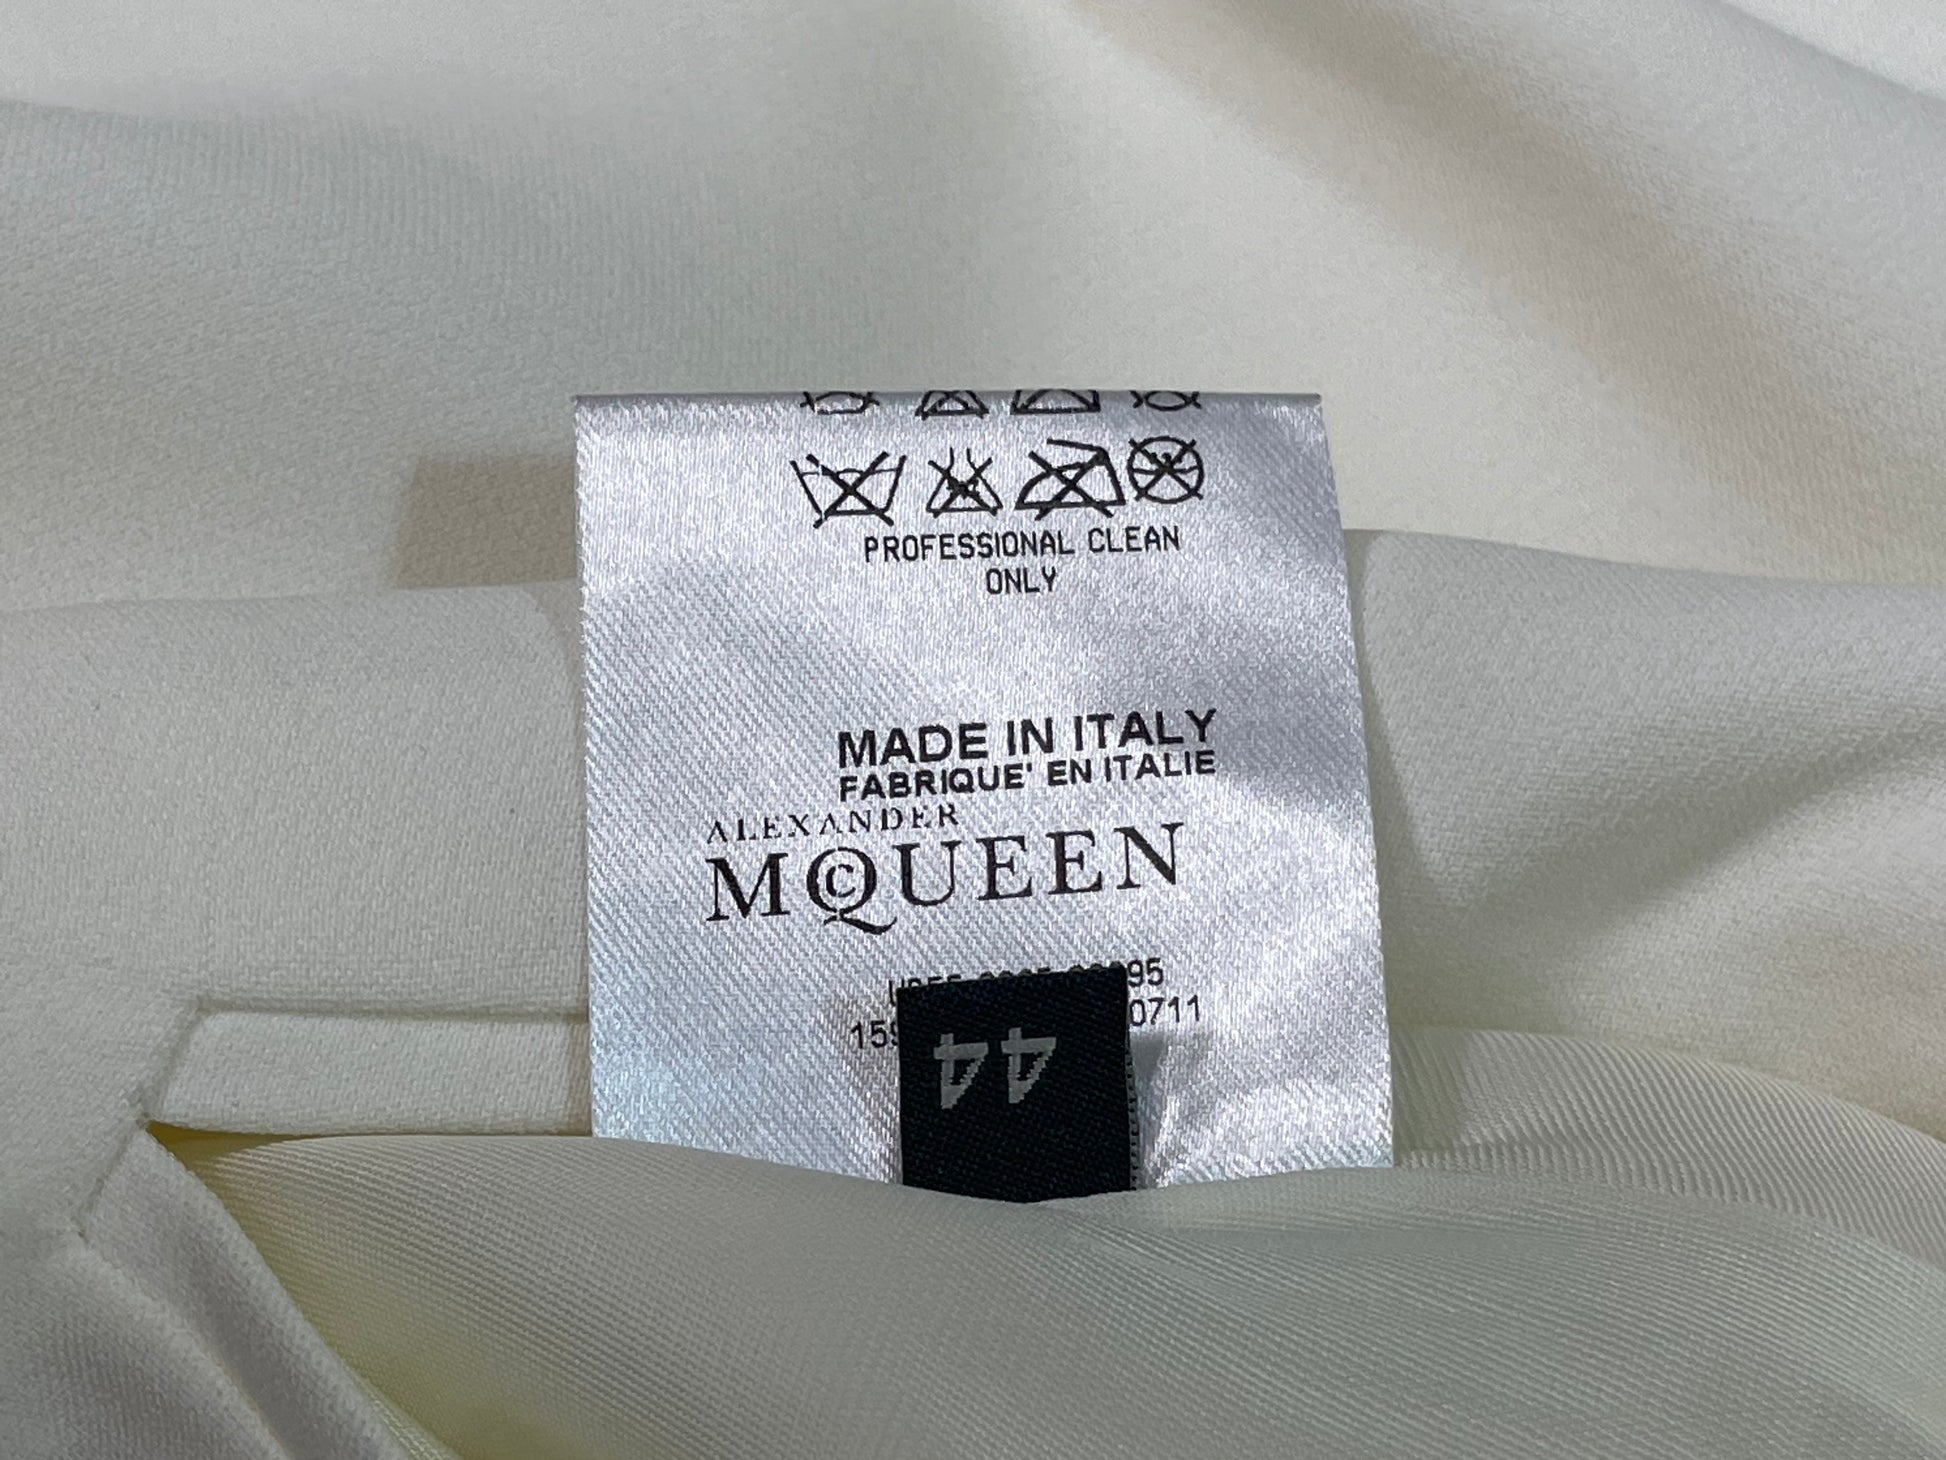 PROFESSIONAL CLEAN
ONLY
MADE IN ITALY
FABRIQUE' EN ITALIE
ALEXANDER
MCQUEEN
44